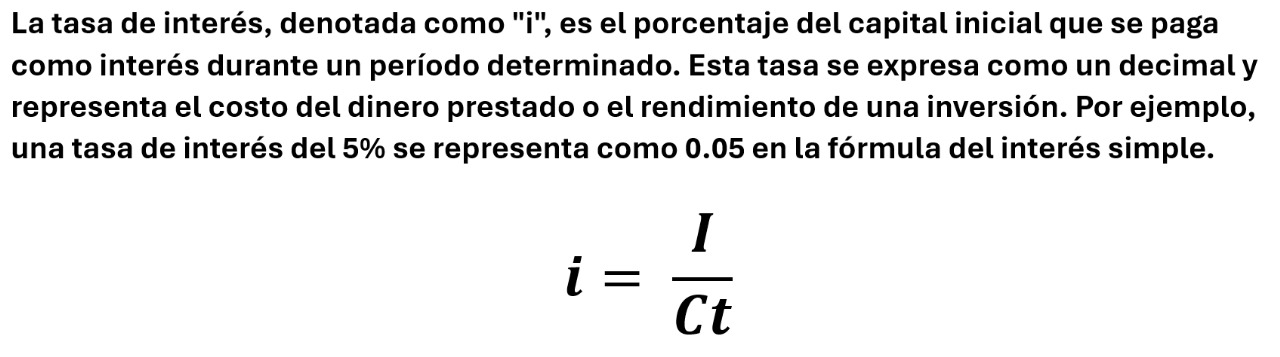 La tasa de interés, denotada como "i", es el porcentaje del capital inicial que se paga
como interés durante un período determinado. Esta tasa se expresa como un decimal y
representa el costo del dinero prestado o el rendimiento de una inversión. Por ejemplo,
una tasa de interés del 5% se representa como 0.05 en la fórmula del interés simple.
i = I / Ct